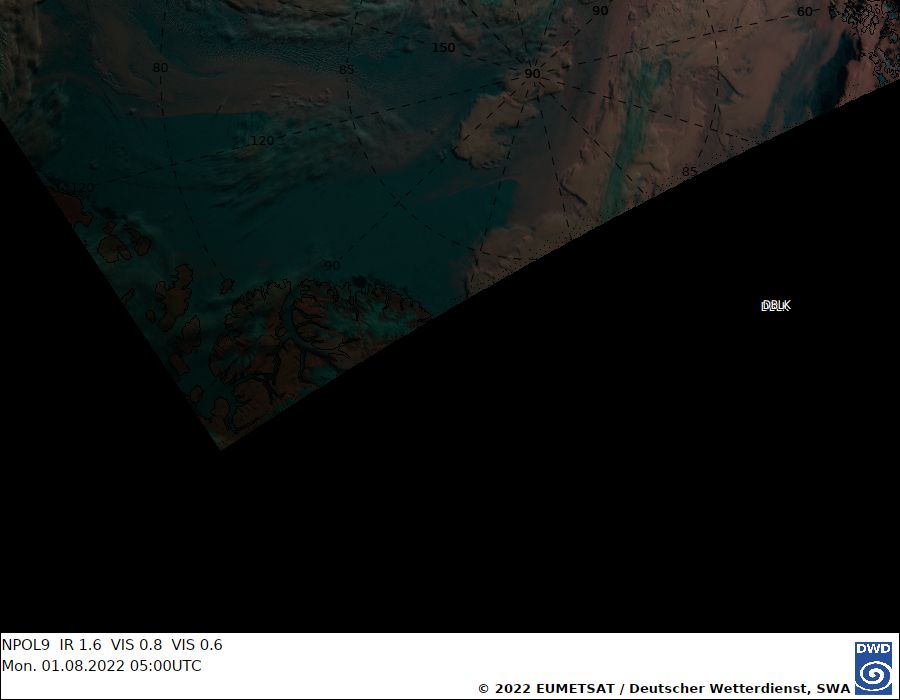 90
60
150
80
85
90
120
85
120
90
DBLK
NPOL9 IR 1.6 VIS 0.8 VIS 0.6
Mon. 01.08.2022 05:00UTC
DWD
© 2022 EUMETSAT / Deutscher Wetterdienst, SWA